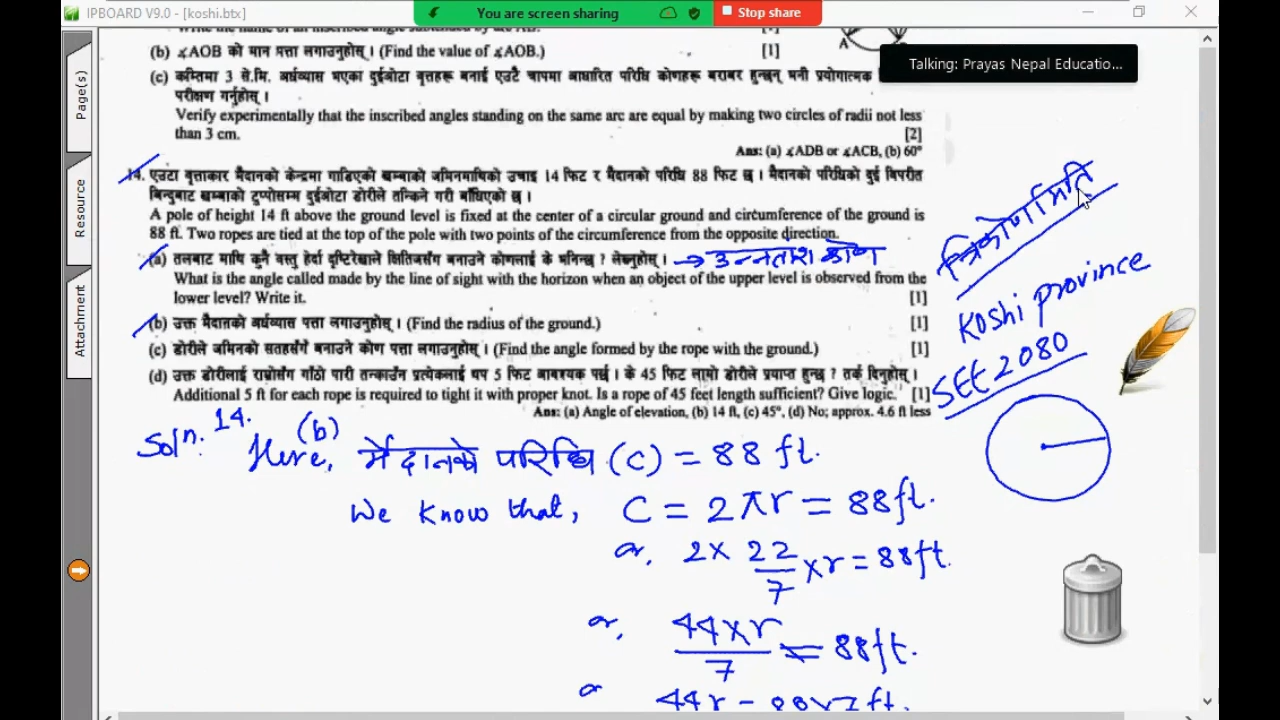 IPBOARD V9.0 - [koshi.btx]
You are screen sharing
Stop share
Talking: Prayas Nepal Educatio...
Page(s)
Resource
Attachment
(b) ∡AOB को मान पत्ता लगाउनुहोस् । (Find the value of ∡AOB.) [1]
A
(c) कम्तिमा 3 से.मि. अर्धव्यास भएका दुईओटा वृत्तहरू बनाई एउटै चापमा आधारित परिधि कोणहरू बराबर हुन्छन् भनी प्रयोगात्मक
परीक्षण गर्नुहोस् ।
Verify experimentally that the inscribed angles standing on the same arc are equal by making two circles of radii not less
than 3 cm. [2]
Ans: (a) ∡ADB or ∡ACB, (b) 60°
14. एउटा वृत्ताकार मैदानको केन्द्रमा गाडिएको खम्बाको जमिनमाथिको उचाइ 14 फिट र मैदानको परिधि 88 फिट छ । मैदानको परिधिको दुई विपरीत
बिन्दुबाट खम्बाको टुप्पोसम्म दुईओटा डोरीले तन्किने गरी बाँधिएको छ ।
A pole of height 14 ft above the ground level is fixed at the center of a circular ground and circumference of the ground is
88 ft. Two ropes are tied at the top of the pole with two points of the circumference from the opposite direction.
(a) तलबाट माथि कुनै वस्तु हेर्दा दृष्टिरेखाले क्षितिजसँग बनाउने कोणलाई के भनिन्छ ? लेख्नुहोस् । → उन्नतांश कोण
What is the angle called made by the line of sight with the horizon when an object of the upper level is observed from the
lower level? Write it. [1]
(b) उक्त मैदानको अर्धव्यास पत्ता लगाउनुहोस् । (Find the radius of the ground.) [1]
(c) डोरीले जमिनको सतहसँगै बनाउने कोण पत्ता लगाउनुहोस् । (Find the angle formed by the rope with the ground.) [1]
(d) उक्त डोरीलाई राम्रोसँग गाँठो पारी तन्काउँन प्रत्येकलाई थप 5 फिट आवश्यक पर्छ । के 45 फिट लामो डोरीले प्रयाप्त हुन्छ ? तर्क दिनुहोस् ।
Additional 5 ft for each rope is required to tight it with proper knot. Is a rope of 45 feet length sufficient? Give logic. [1]
Ans: (a) Angle of elevation, (b) 14 ft, (c) 45°, (d) No; approx. 4.6 ft less
त्रिकोणमिति
Koshi province
SEE 2080
Soln. 14. (b)
Here, मैदानको परिधि (C) = 88 ft.
We know that, C = 2πr = 88ft.
or, 2 × 22/7 × r = 88ft.
or, 44×r/7 = 88ft.
or 44r = 88×7 ft.